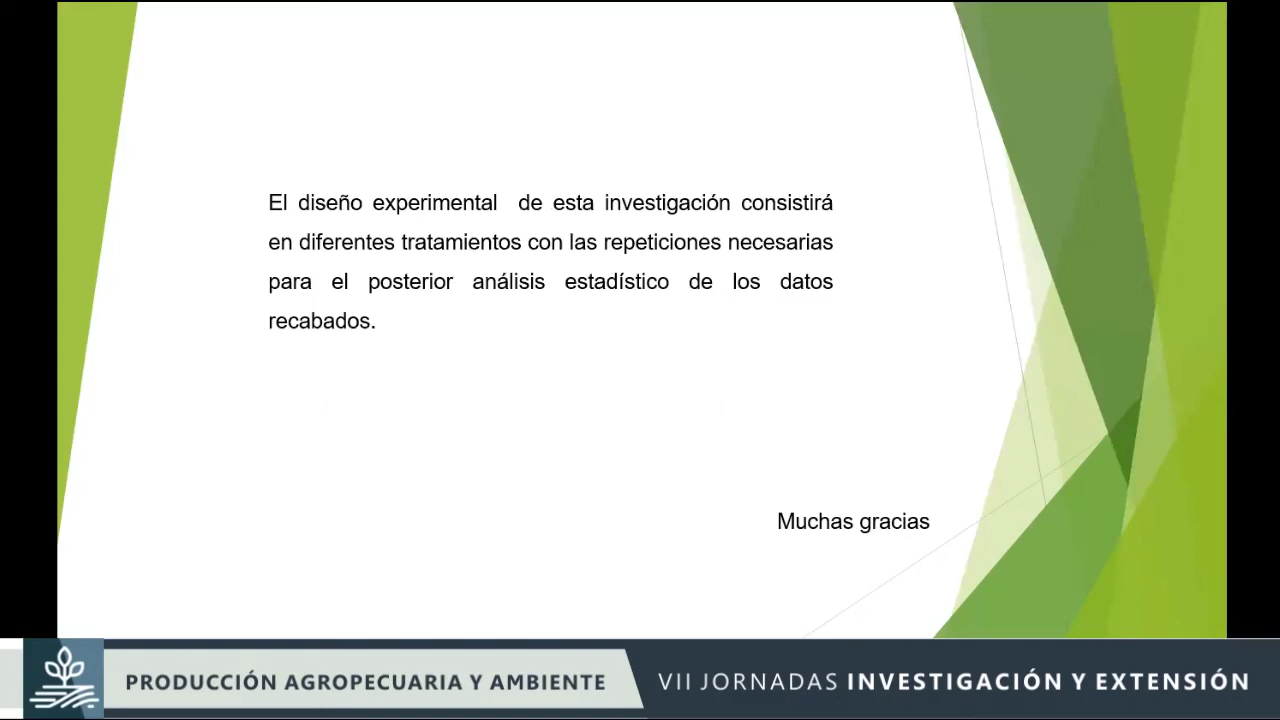 El diseño experimental de esta investigación consistirá
en diferentes tratamientos con las repeticiones necesarias
para el posterior análisis estadístico de los datos
recabados.
Muchas gracias
PRODUCCIÓN AGROPECUARIA Y AMBIENTE
VII JORNADAS INVESTIGACIÓN Y EXTENSIÓN